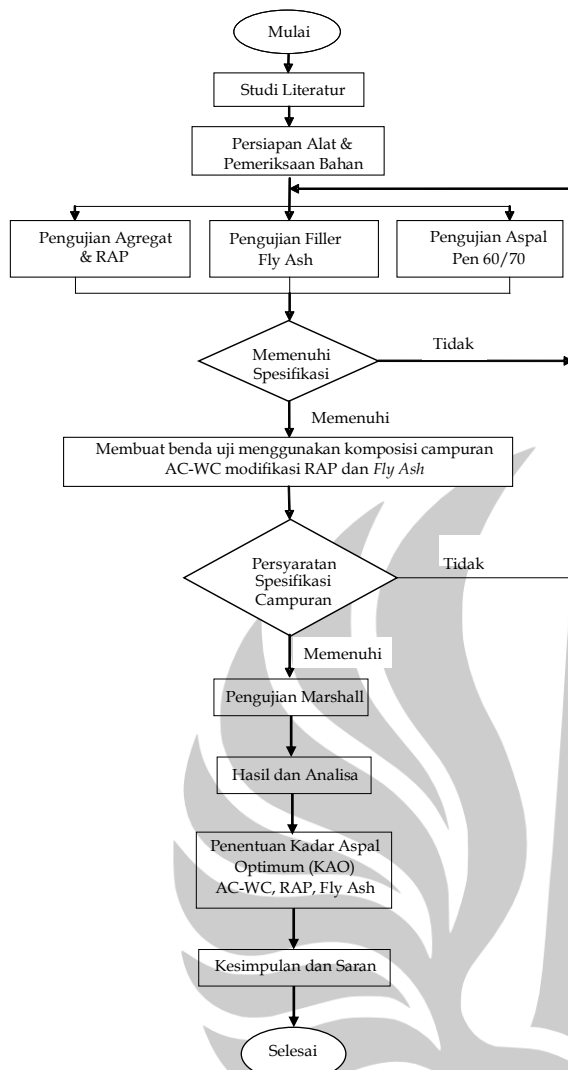 Mulai
Studi Literatur
Persiapan Alat &
Pemeriksaan Bahan
Pengujian Agregat
& RAP
Pengujian Filler
Fly Ash
Pengujian Aspal
Pen 60/70
Memenuhi
Spesifikasi
Tidak
Memenuhi
Membuat benda uji menggunakan komposisi campuran
AC-WC modifikasi RAP dan Fly Ash
Persyaratan
Spesifikasi
Campuran
Tidak
Memenuhi
Pengujian Marshall
Hasil dan Analisa
Penentuan Kadar Aspal
Optimum (KAO)
AC-WC, RAP, Fly Ash
Kesimpulan dan Saran
Selesai